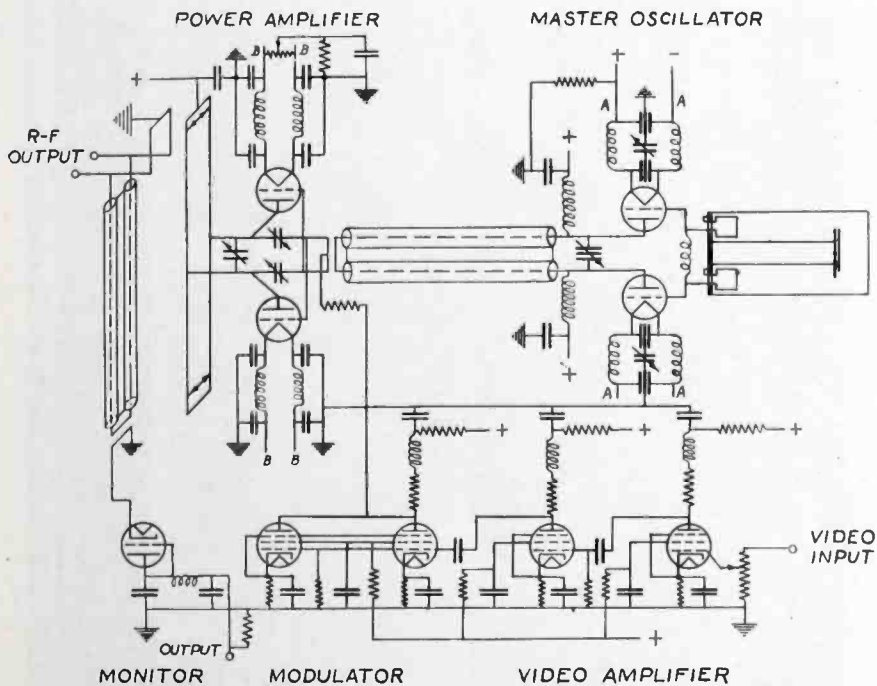 POWER AMPLIFIER
MASTER OSCILLATOR
B B
+
+ -
A A
+
R-F
OUTPUT
+
A A
B B
+ + +
VIDEO
INPUT
+
OUTPUT
MONITOR
MODULATOR
VIDEO AMPLIFIER